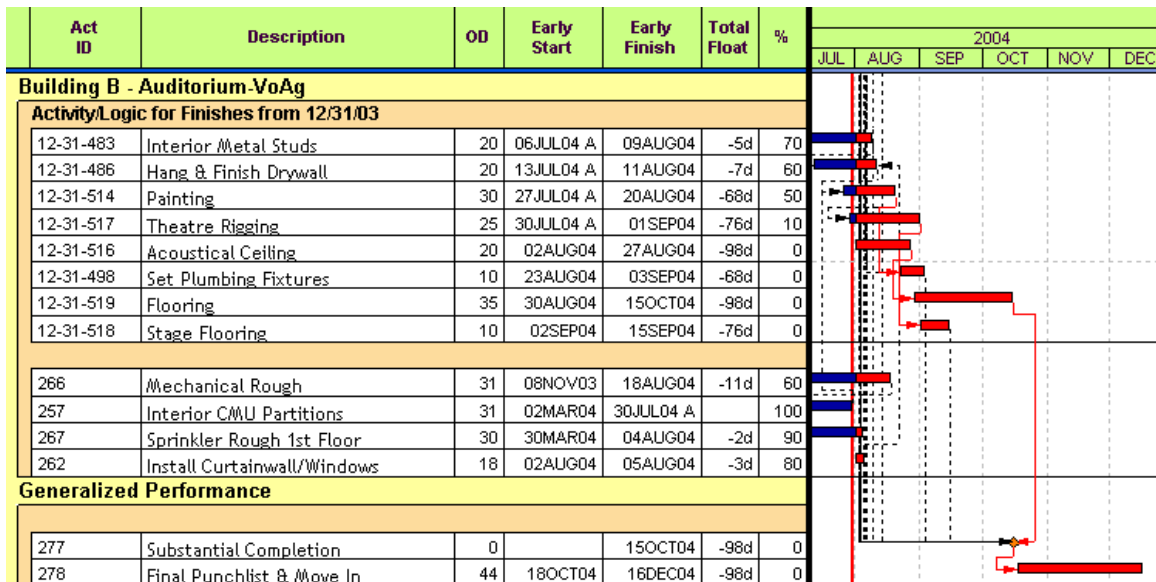 Act ID Description OD Early Start Early Finish Total Float % 2004
JUL AUG SEP OCT NOV DEC
Building B - Auditorium-VoAg
Activity/Logic for Finishes from 12/31/03
12-31-483 Interior Metal Studs 20 06JUL04 A 09AUG04 -5d 70
12-31-486 Hang & Finish Drywall 20 13JUL04 A 11AUG04 -7d 60
12-31-514 Painting 30 27JUL04 A 20AUG04 -68d 50
12-31-517 Theatre Rigging 25 30JUL04 A 01SEP04 -76d 10
12-31-516 Acoustical Ceiling 20 02AUG04 27AUG04 -98d 0
12-31-498 Set Plumbing Fixtures 10 23AUG04 03SEP04 -68d 0
12-31-519 Flooring 35 30AUG04 15OCT04 -98d 0
12-31-518 Stage Flooring 10 02SEP04 15SEP04 -76d 0
266 Mechanical Rough 31 08NOV03 18AUG04 -11d 60
257 Interior CMU Partitions 31 02MAR04 30JUL04 A 100
267 Sprinkler Rough 1st Floor 30 30MAR04 04AUG04 -2d 90
262 Install Curtainwall/Windows 18 02AUG04 05AUG04 -3d 80
Generalized Performance
277 Substantial Completion 0 15OCT04 -98d 0
278 Final Punchlist & Move In 44 18OCT04 16DEC04 -98d 0